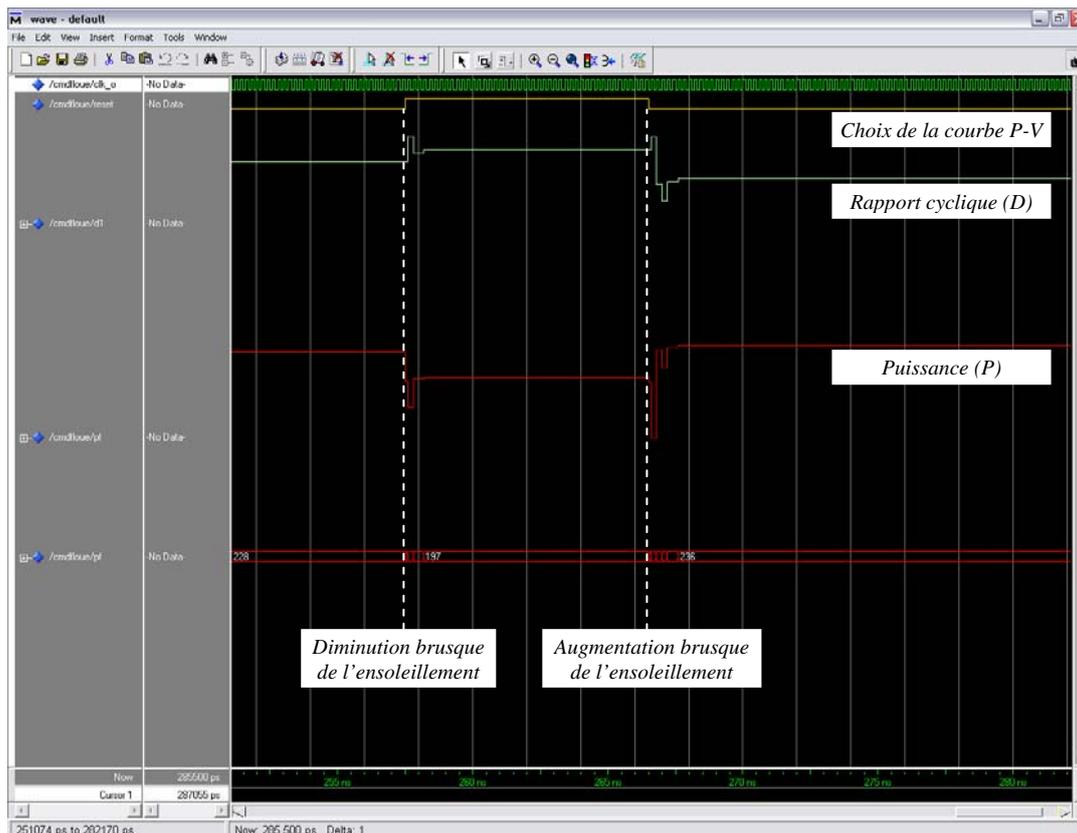 wave - default
File Edit View Insert Format Tools Window
/cmdfloue/clk_o -No Data-
/cmdfloue/reset -No Data-
Choix de la courbe P-V
Rapport cyclique (D)
/cmdfloue/d1 -No Data-
Puissance (P)
/cmdfloue/pf -No Data-
/cmdfloue/pf -No Data- 228 197 236
Diminution brusque
de l'ensoleillement
Augmentation brusque
de l'ensoleillement
Now 285500 ps 255 ns 260 ns 265 ns 270 ns 275 ns 280 ns
Cursor 1 287055 ps
251074 ps to 282170 ps Now: 285,500 ps Delta: 1